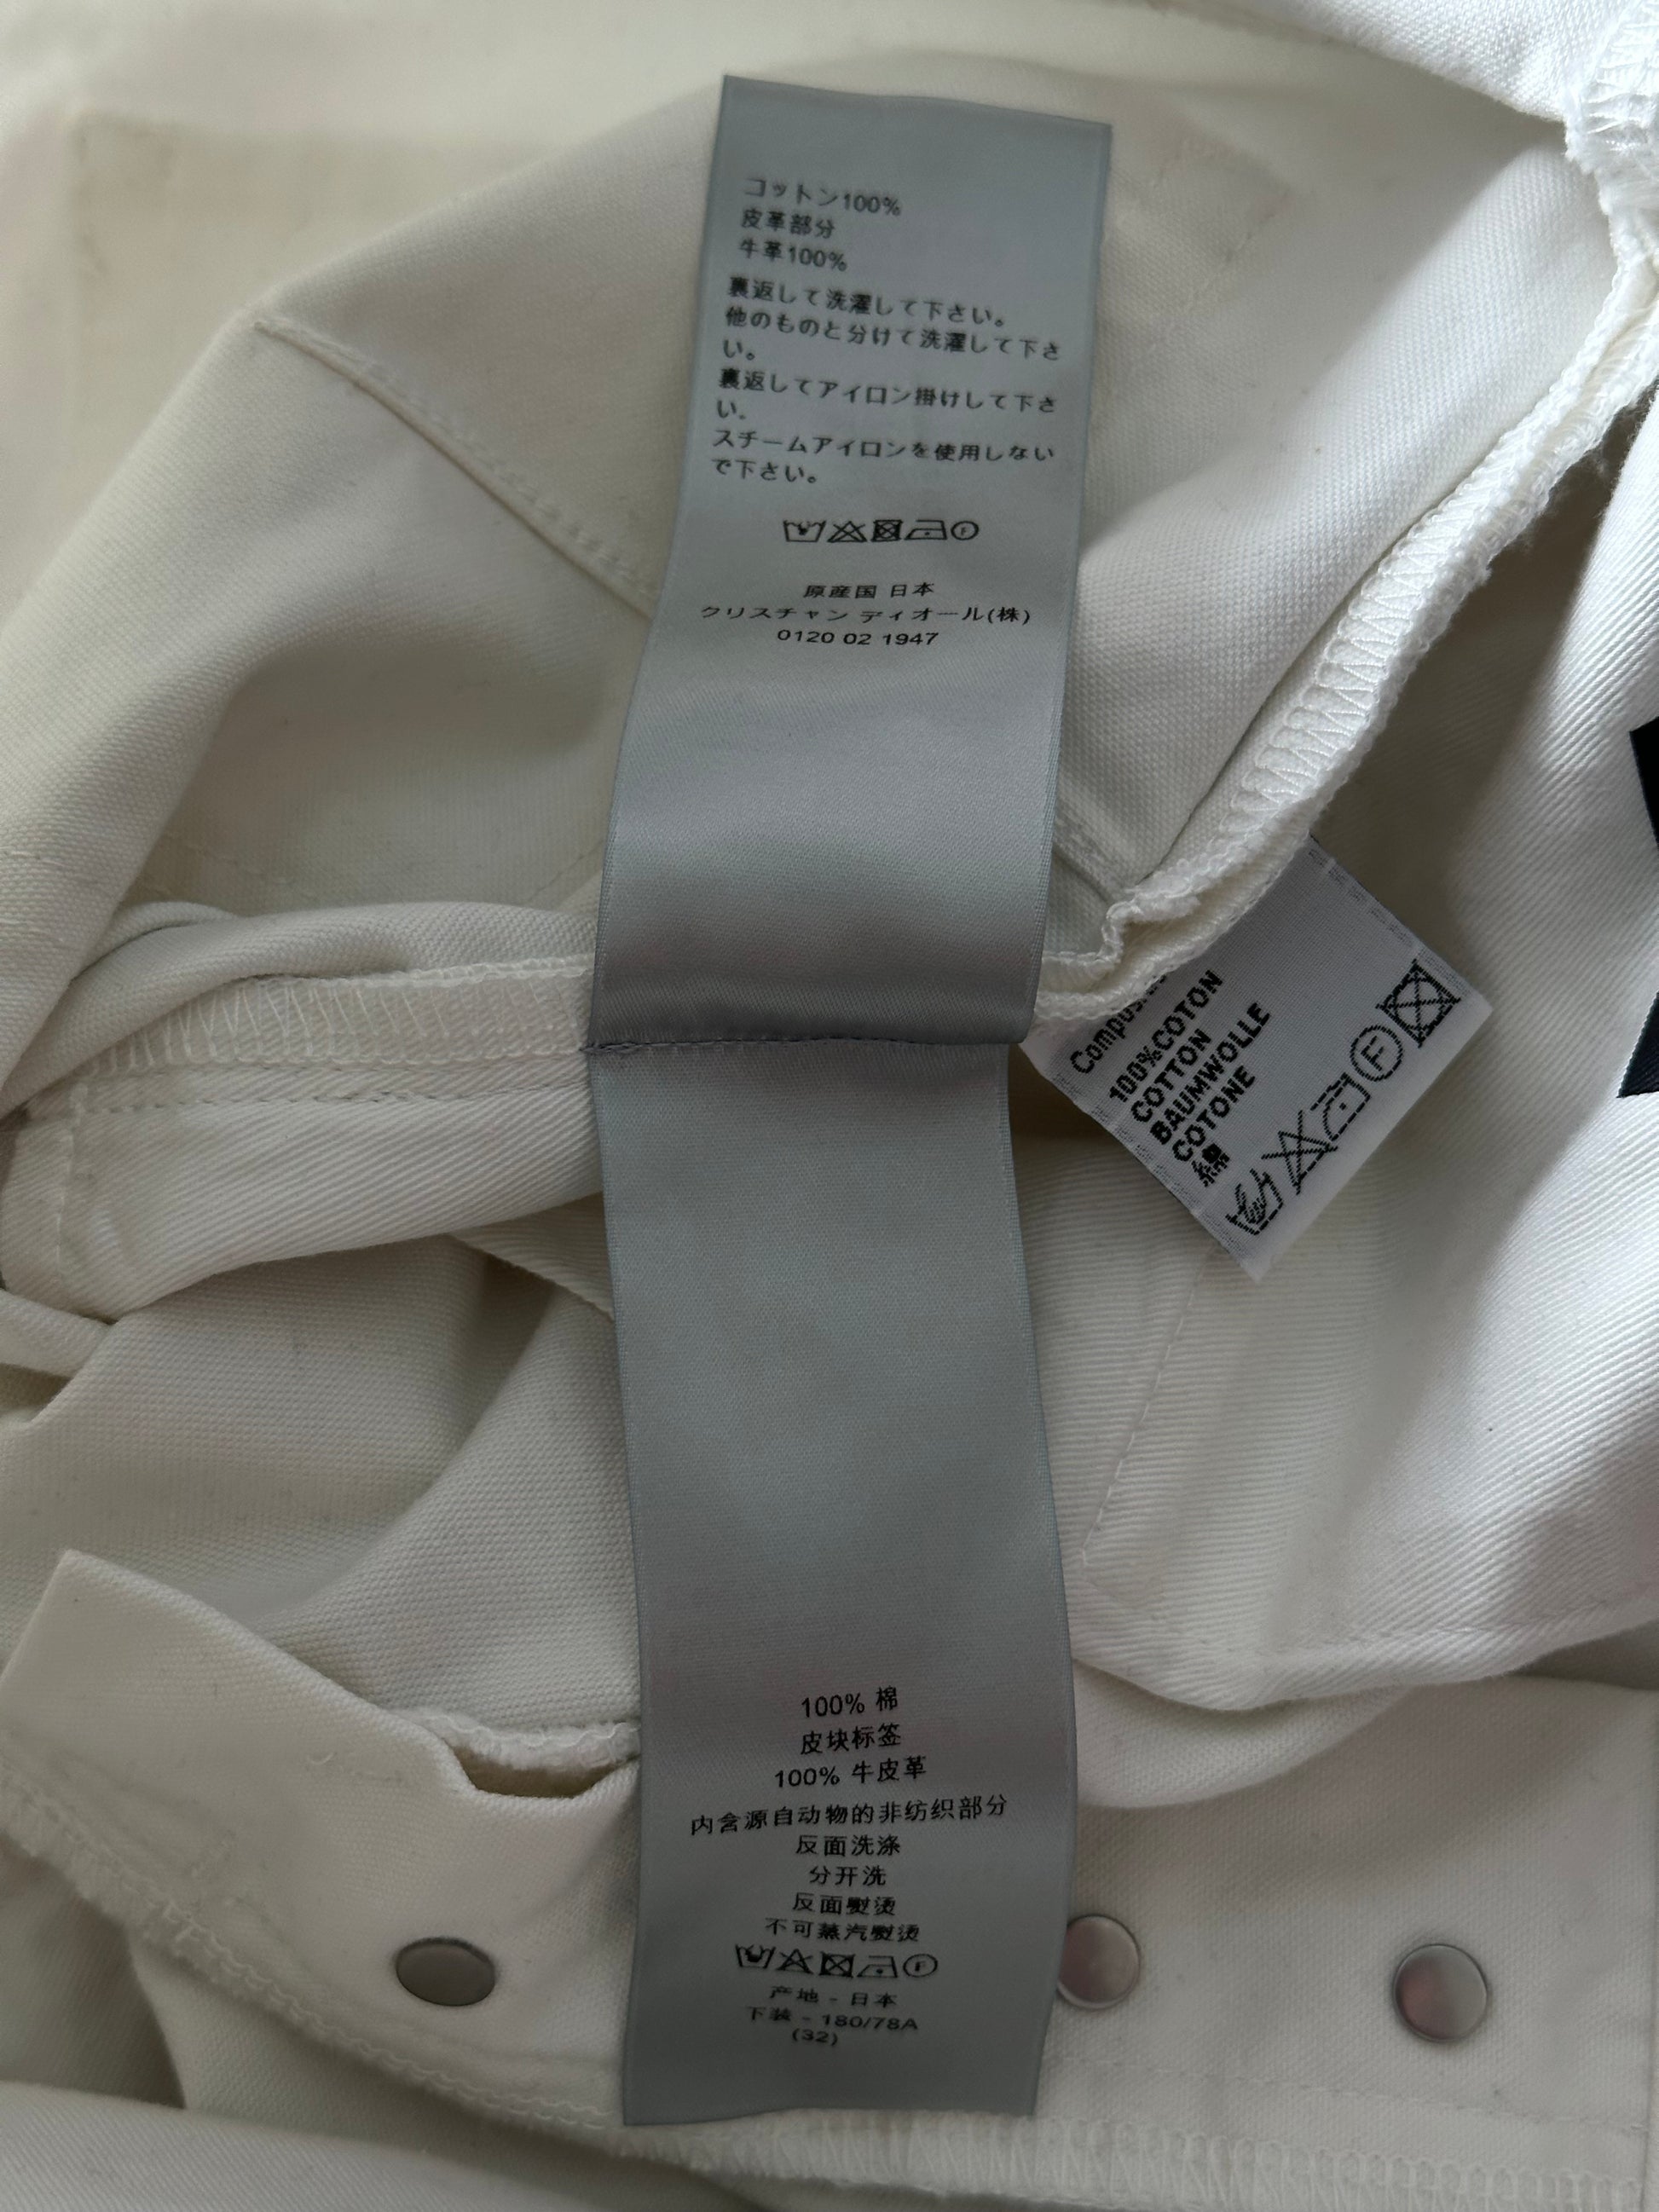 コットン100%
皮革部分
牛革100%
裏返して洗濯して下さい。
他のものと分けて洗濯して下さ
い。
裏返してアイロン掛けして下さ
い.
スチームアイロンを使用しない
で下さい。
F
原産国 日本
クリスチャン ディオール(株)
0120 02 1947
100%COTON
COTTON
BAUMWOLLE
COTONE
綿
F
100% 棉
皮块标签
100% 牛皮革
内含源自动物的非纺织部分
反面洗涤
分开洗
反面熨烫
不可蒸汽熨烫
F
产地 - 日本
下装 - 180/78A
(32)